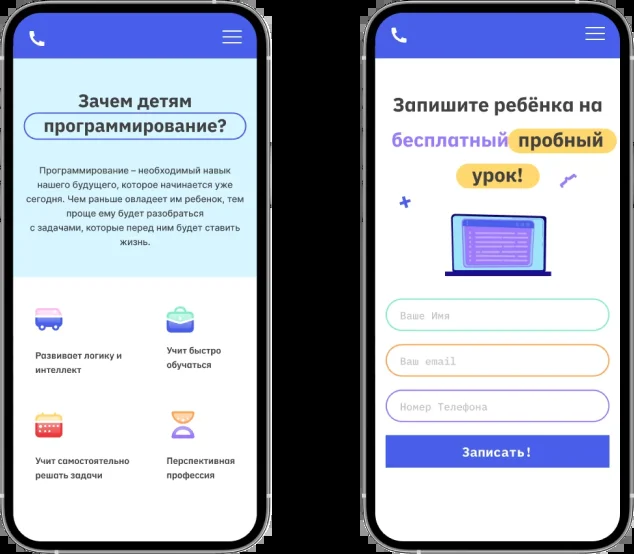 Зачем детям
программирование?
Программирование – необходимый навык
нашего будущего, которое начинается уже
сегодня. Чем раньше овладеет им ребенок, тем
проще ему будет разобраться
с задачами, которые перед ним будет ставить
жизнь.
Развивает логику и
интеллект
Учит быстро
обучаться
Учит самостоятельно
решать задачи
Перспективная
профессия
Запишите ребёнка на
бесплатный пробный
урок!
Ваше Имя
Ваш email
Номер Телефона
Записать!